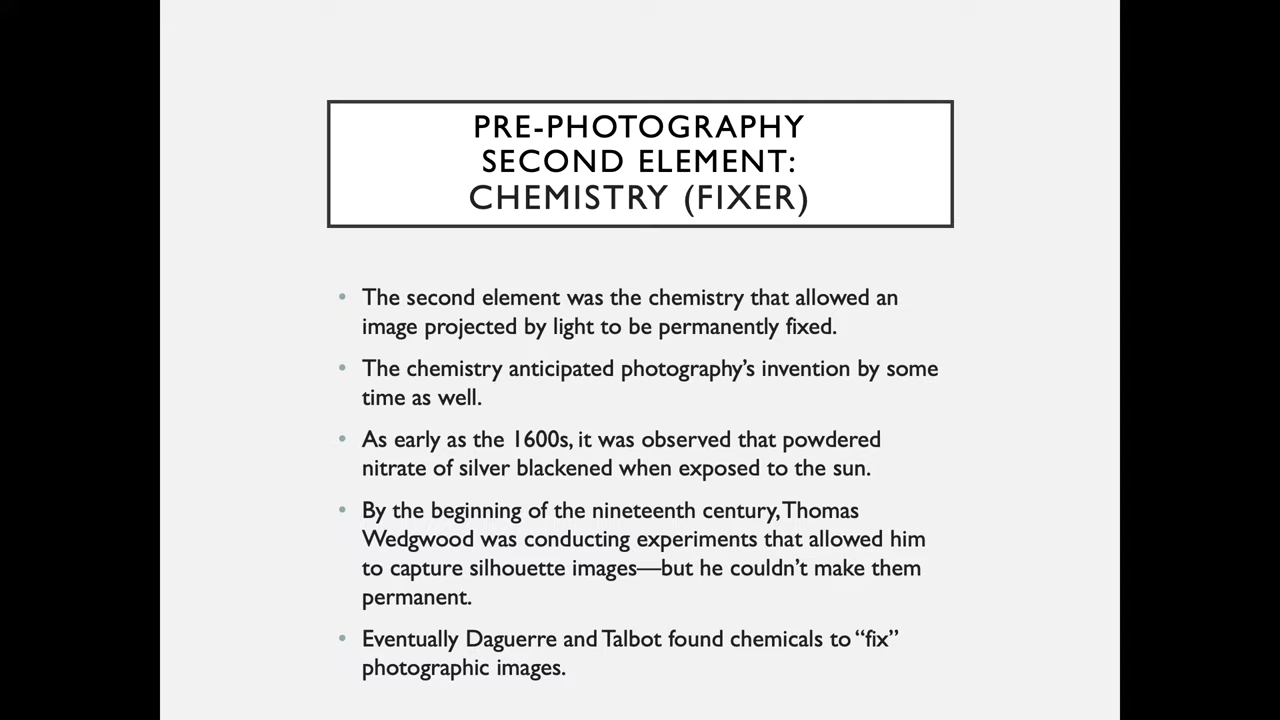 PRE-PHOTOGRAPHY
SECOND ELEMENT:
CHEMISTRY (FIXER)
• The second element was the chemistry that allowed an
image projected by light to be permanently fixed.
• The chemistry anticipated photography’s invention by some
time as well.
• As early as the 1600s, it was observed that powdered
nitrate of silver blackened when exposed to the sun.
• By the beginning of the nineteenth century, Thomas
Wedgwood was conducting experiments that allowed him
to capture silhouette images—but he couldn’t make them
permanent.
• Eventually Daguerre and Talbot found chemicals to “fix”
photographic images.